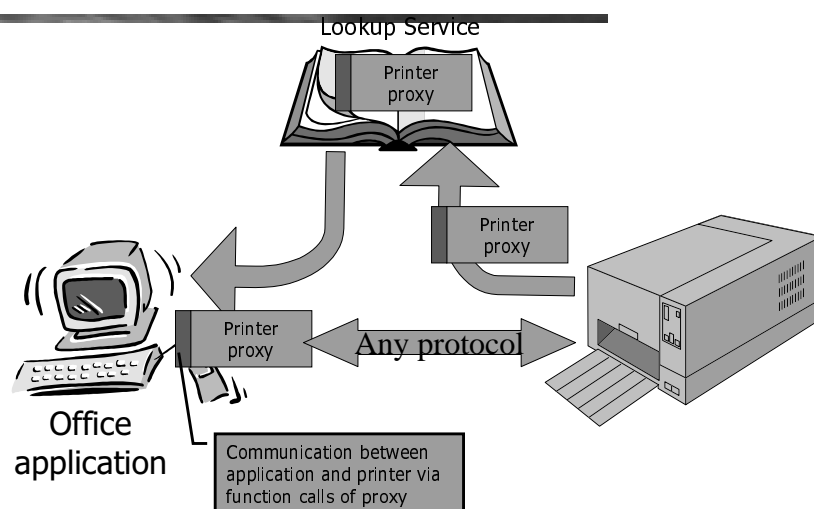 Lookup Service
Printer
proxy
Printer
proxy
Printer
proxy
Any protocol
Office
application
Communication between
application and printer via
function calls of proxy